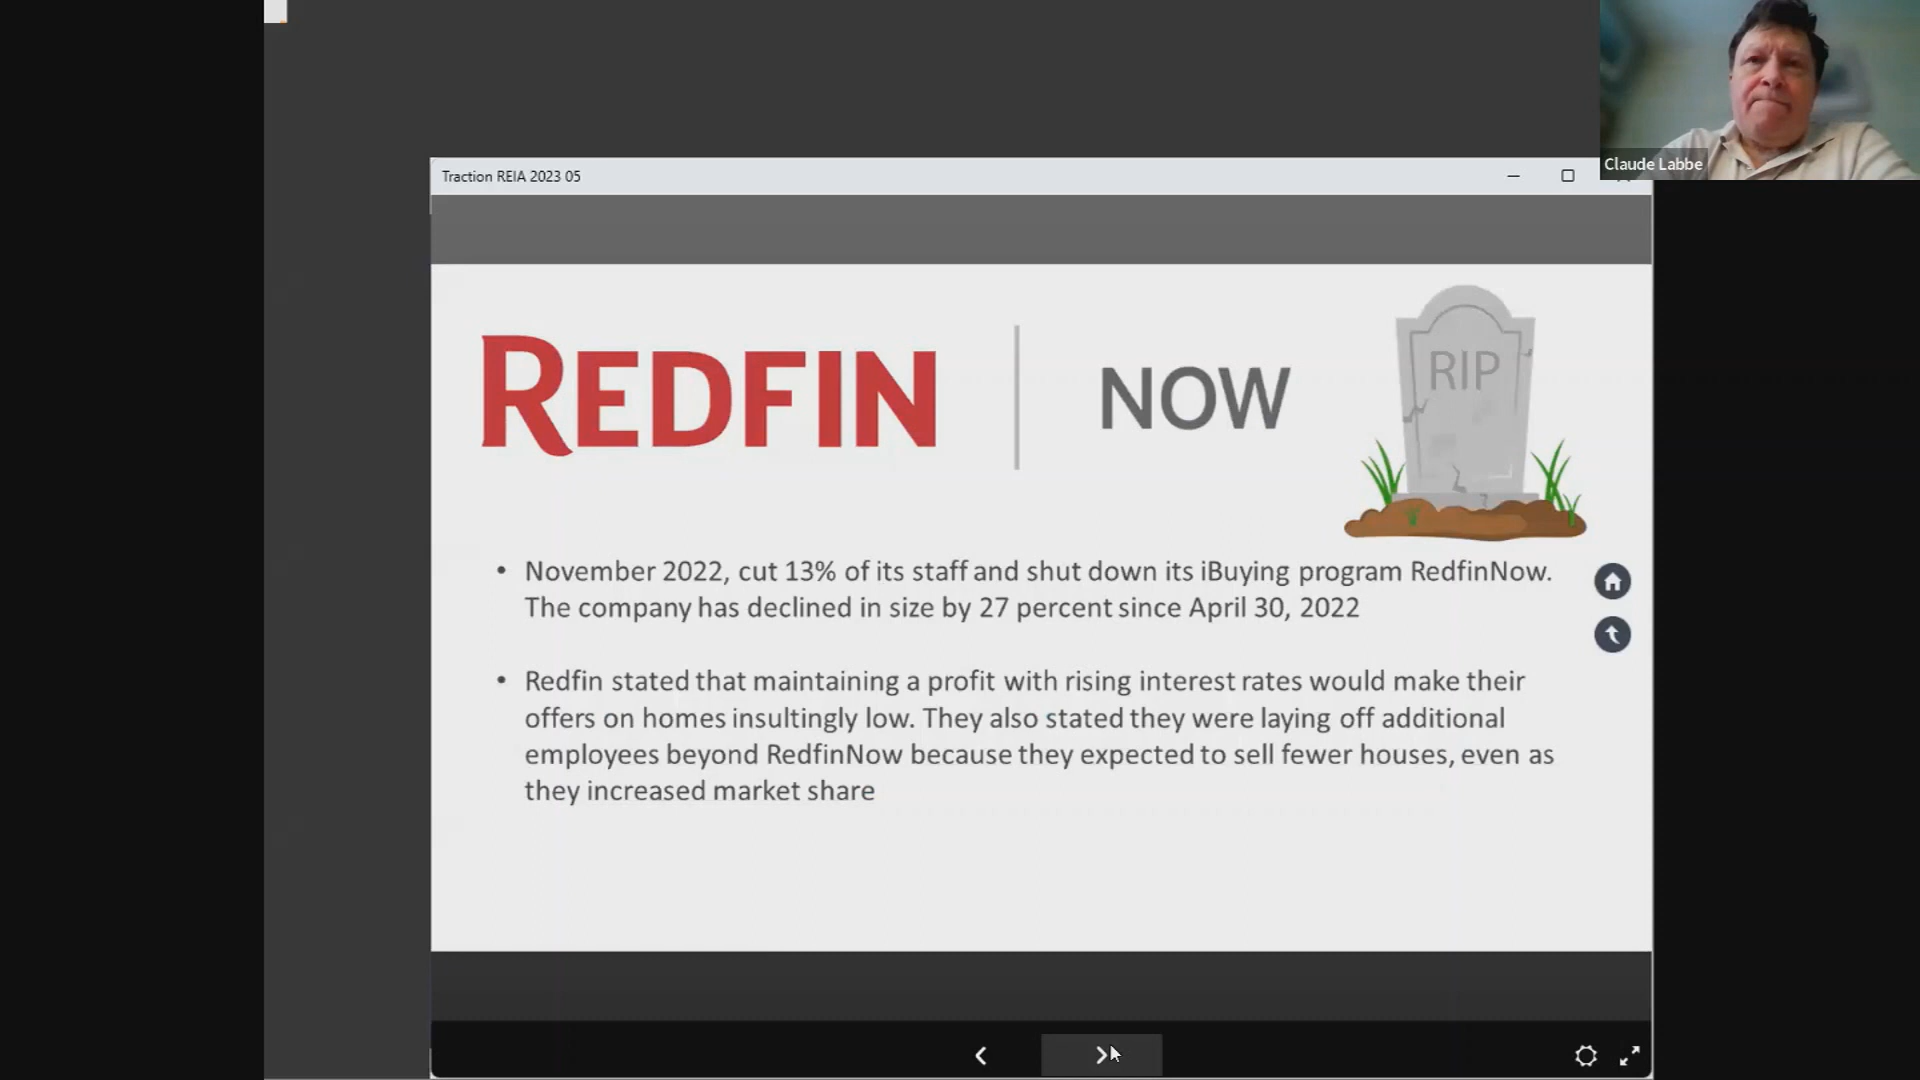 Claude Labbe
Traction REIA 2023 05
REDFIN
NOW
RIP
• November 2022, cut 13% of its staff and shut down its iBuying program RedfinNow.
The company has declined in size by 27 percent since April 30, 2022
• Redfin stated that maintaining a profit with rising interest rates would make their
offers on homes insultingly low. They also stated they were laying off additional
employees beyond RedfinNow because they expected to sell fewer houses, even as
they increased market share